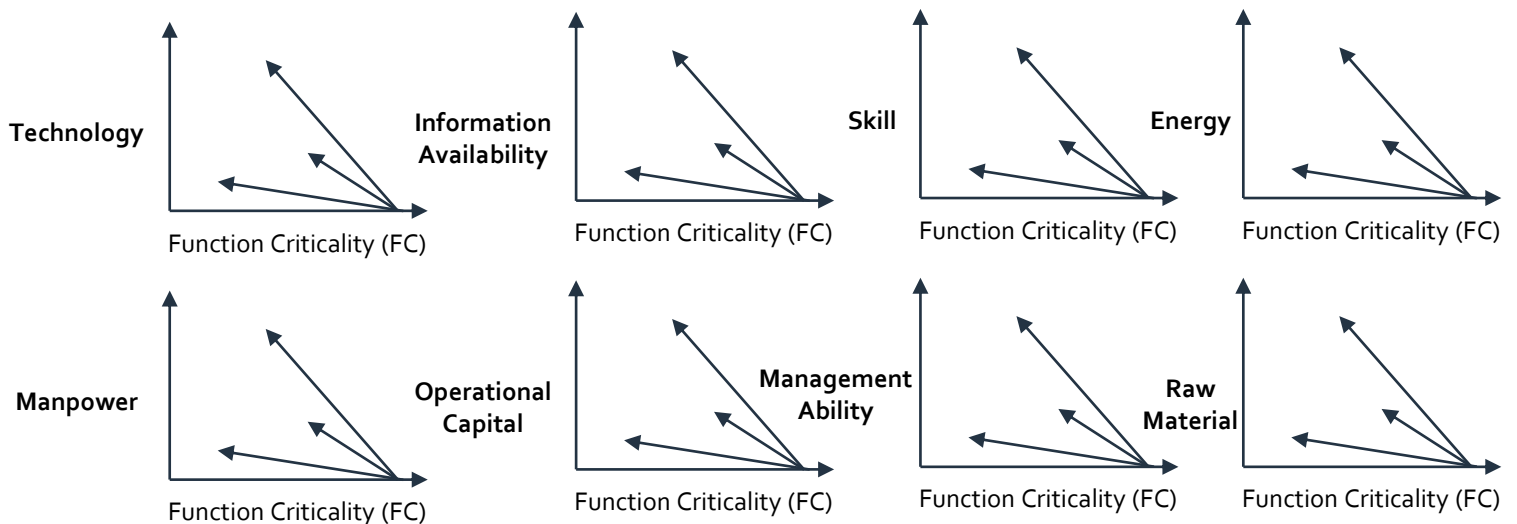 Technology
Information
Availability
Skill
Energy
Function Criticality (FC)
Function Criticality (FC)
Function Criticality (FC)
Function Criticality (FC)
Manpower
Operational
Capital
Management
Ability
Raw
Material
Function Criticality (FC)
Function Criticality (FC)
Function Criticality (FC)
Function Criticality (FC)